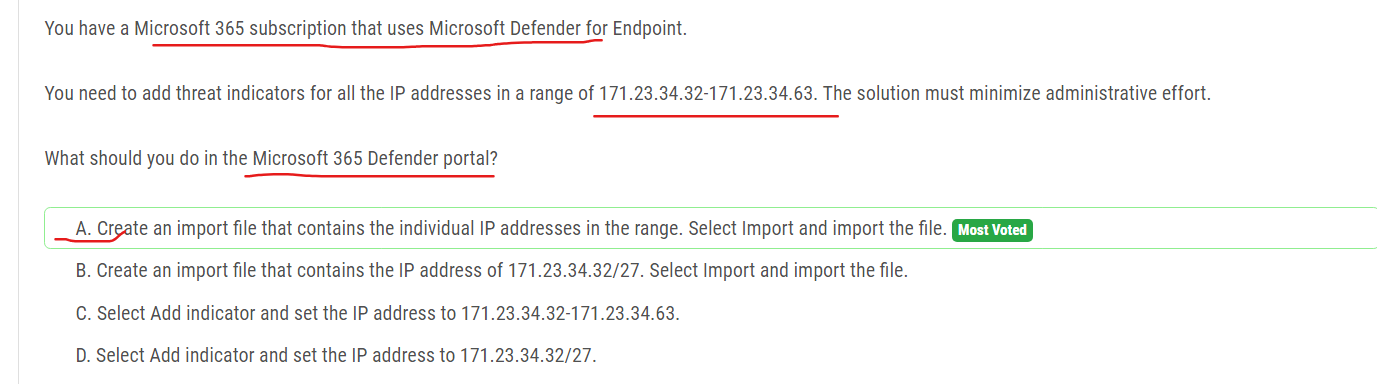 You have a Microsoft 365 subscription that uses Microsoft Defender for Endpoint.
You need to add threat indicators for all the IP addresses in a range of 171.23.34.32-171.23.34.63. The solution must minimize administrative effort.
What should you do in the Microsoft 365 Defender portal?
A. Create an import file that contains the individual IP addresses in the range. Select Import and import the file. Most Voted
B. Create an import file that contains the IP address of 171.23.34.32/27. Select Import and import the file.
C. Select Add indicator and set the IP address to 171.23.34.32-171.23.34.63.
D. Select Add indicator and set the IP address to 171.23.34.32/27.